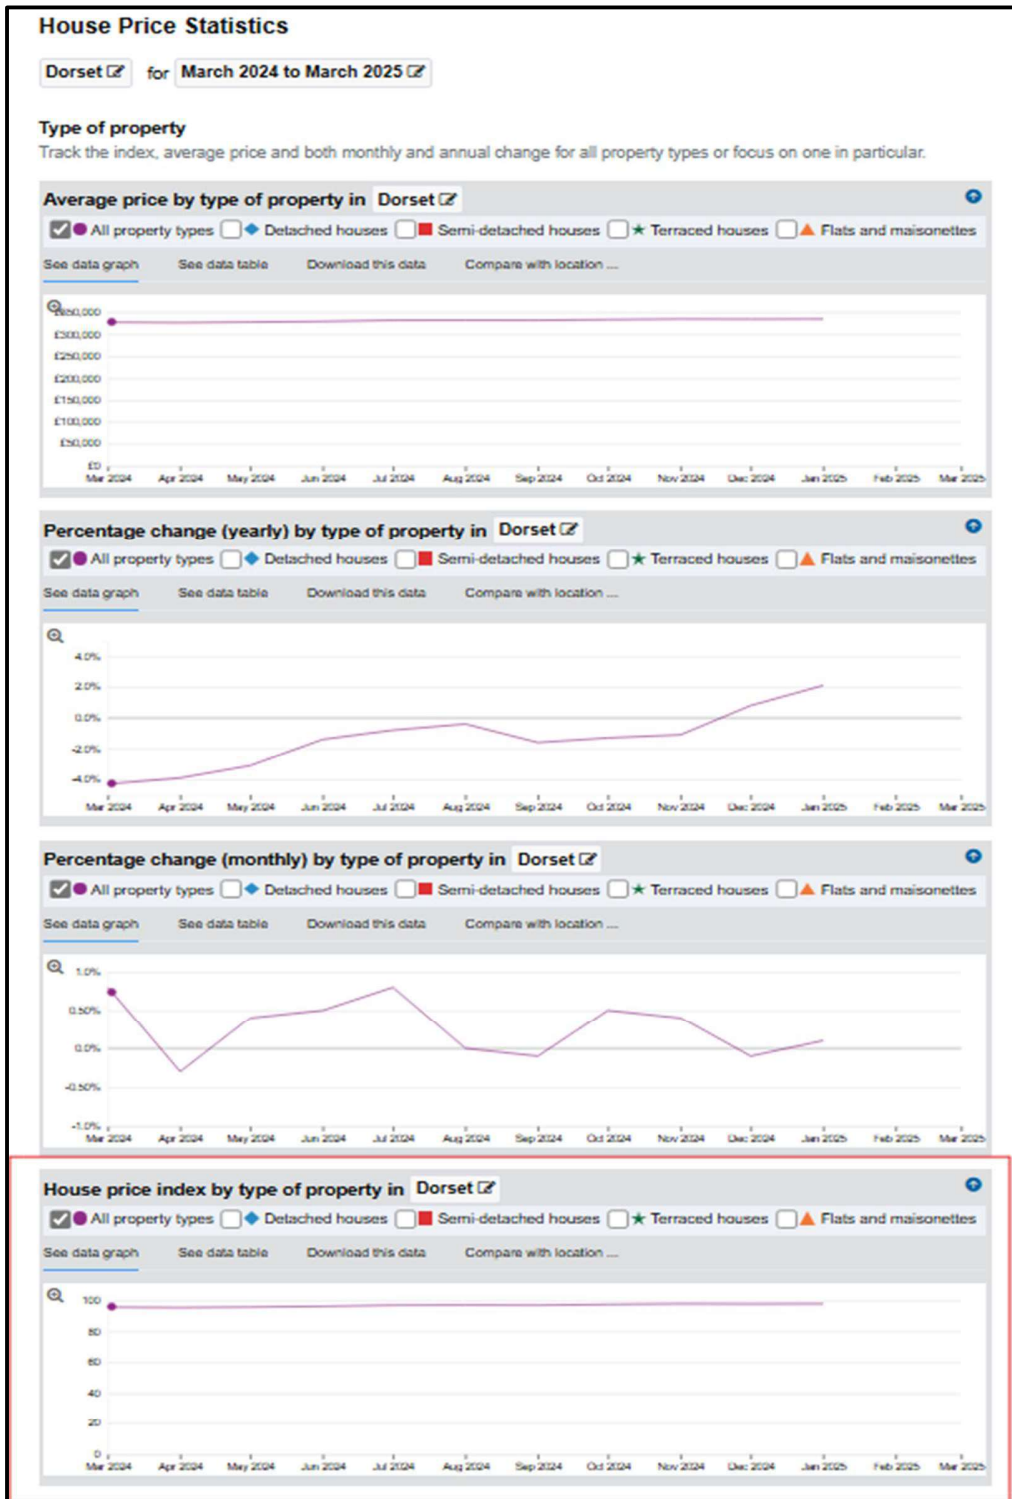 House Price Statistics
Dorset for March 2024 to March 2025
Type of property
Track the index, average price and both monthly and annual change for all property types or focus on one in particular.
Average price by type of property in Dorset
All property types Detached houses Semi-detached houses Terraced houses Flats and maisonettes
See data graph See data table Download this data Compare with location ...
£350,000
£300,000
£250,000
£200,000
£150,000
£100,000
£50,000
£0
Mar 2024 Apr 2024 May 2024 Jun 2024 Jul 2024 Aug 2024 Sep 2024 Oct 2024 Nov 2024 Dec 2024 Jan 2025 Feb 2025 Mar 2025
Percentage change (yearly) by type of property in Dorset
All property types Detached houses Semi-detached houses Terraced houses Flats and maisonettes
See data graph See data table Download this data Compare with location ...
4.0%
2.0%
0.0%
-2.0%
-4.0%
Mar 2024 Apr 2024 May 2024 Jun 2024 Jul 2024 Aug 2024 Sep 2024 Oct 2024 Nov 2024 Dec 2024 Jan 2025 Feb 2025 Mar 2025
Percentage change (monthly) by type of property in Dorset
All property types Detached houses Semi-detached houses Terraced houses Flats and maisonettes
See data graph See data table Download this data Compare with location ...
1.0%
0.50%
0.0%
-0.50%
-1.0%
Mar 2024 Apr 2024 May 2024 Jun 2024 Jul 2024 Aug 2024 Sep 2024 Oct 2024 Nov 2024 Dec 2024 Jan 2025 Feb 2025 Mar 2025
House price index by type of property in Dorset
All property types Detached houses Semi-detached houses Terraced houses Flats and maisonettes
See data graph See data table Download this data Compare with location ...
100
80
60
40
20
0
Mar 2024 Apr 2024 May 2024 Jun 2024 Jul 2024 Aug 2024 Sep 2024 Oct 2024 Nov 2024 Dec 2024 Jan 2025 Feb 2025 Mar 2025